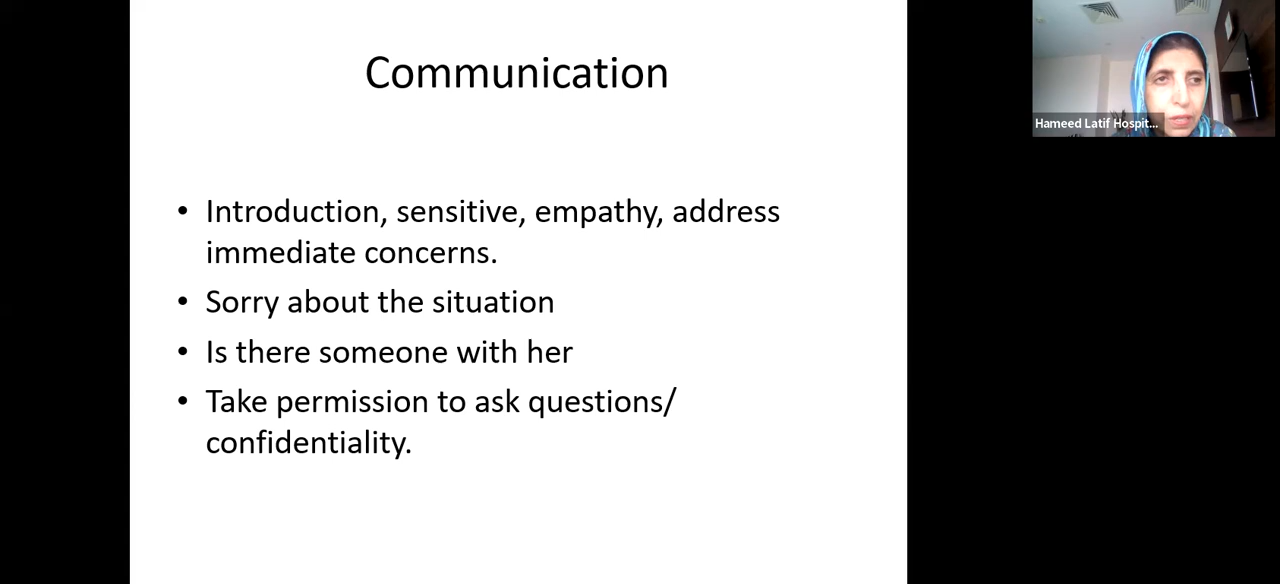 Communication
• Introduction, sensitive, empathy, address
immediate concerns.
• Sorry about the situation
• Is there someone with her
• Take permission to ask questions/
confidentiality.
Hameed Latif Hospit...